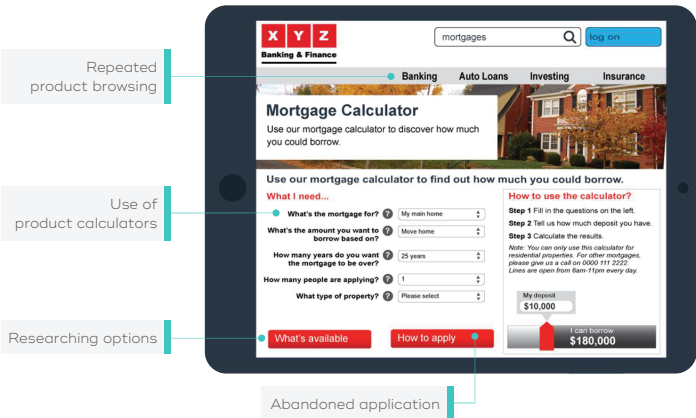 X Y Z
Banking & Finance
mortgages
log on
Banking Auto Loans Investing Insurance
Repeated
product browsing
Mortgage Calculator
Use our mortgage calculator to discover how much
you could borrow.
Use our mortgage calculator to find out how much you could borrow.
What I need...
Use of
product calculators
What's the mortgage for? ? My main home
What's the amount you want to
borrow based on? ? Move home
How many years do you want
the mortgage to be over? ? 25 years
How many people are applying? ? 1
What type of property? ? Please select
How to use the calculator?
Step 1 Fill in the questions on the left.
Step 2 Tell us how much deposit you have.
Step 3 Calculate the results.
Note: You can only use this calculator for
residential properties. For other mortgages,
please give us a call on 0000 111 2222
Lines are open from 6am-11pm every day.
My deposit
$10,000
I can borrow
$180,000
Researching options
What's available
How to apply
Abandoned application